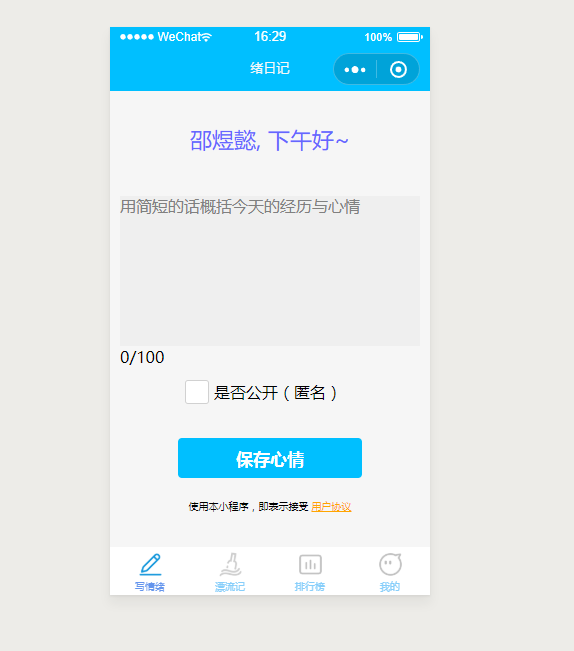 WeChat 16:29 100%
绪日记
邵煜懿, 下午好~
用简短的话概括今天的经历与心情
0/100
是否公开（匿名）
保存心情
使用本小程序，即表示接受 用户协议
写情绪 漂流记 排行榜 我的